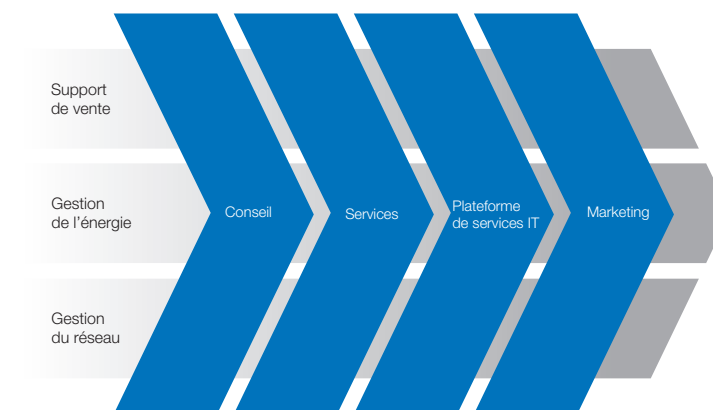 Support
de vente
Gestion
de l'énergie
Gestion
du réseau
Conseil
Services
Plateforme
de services IT
Marketing